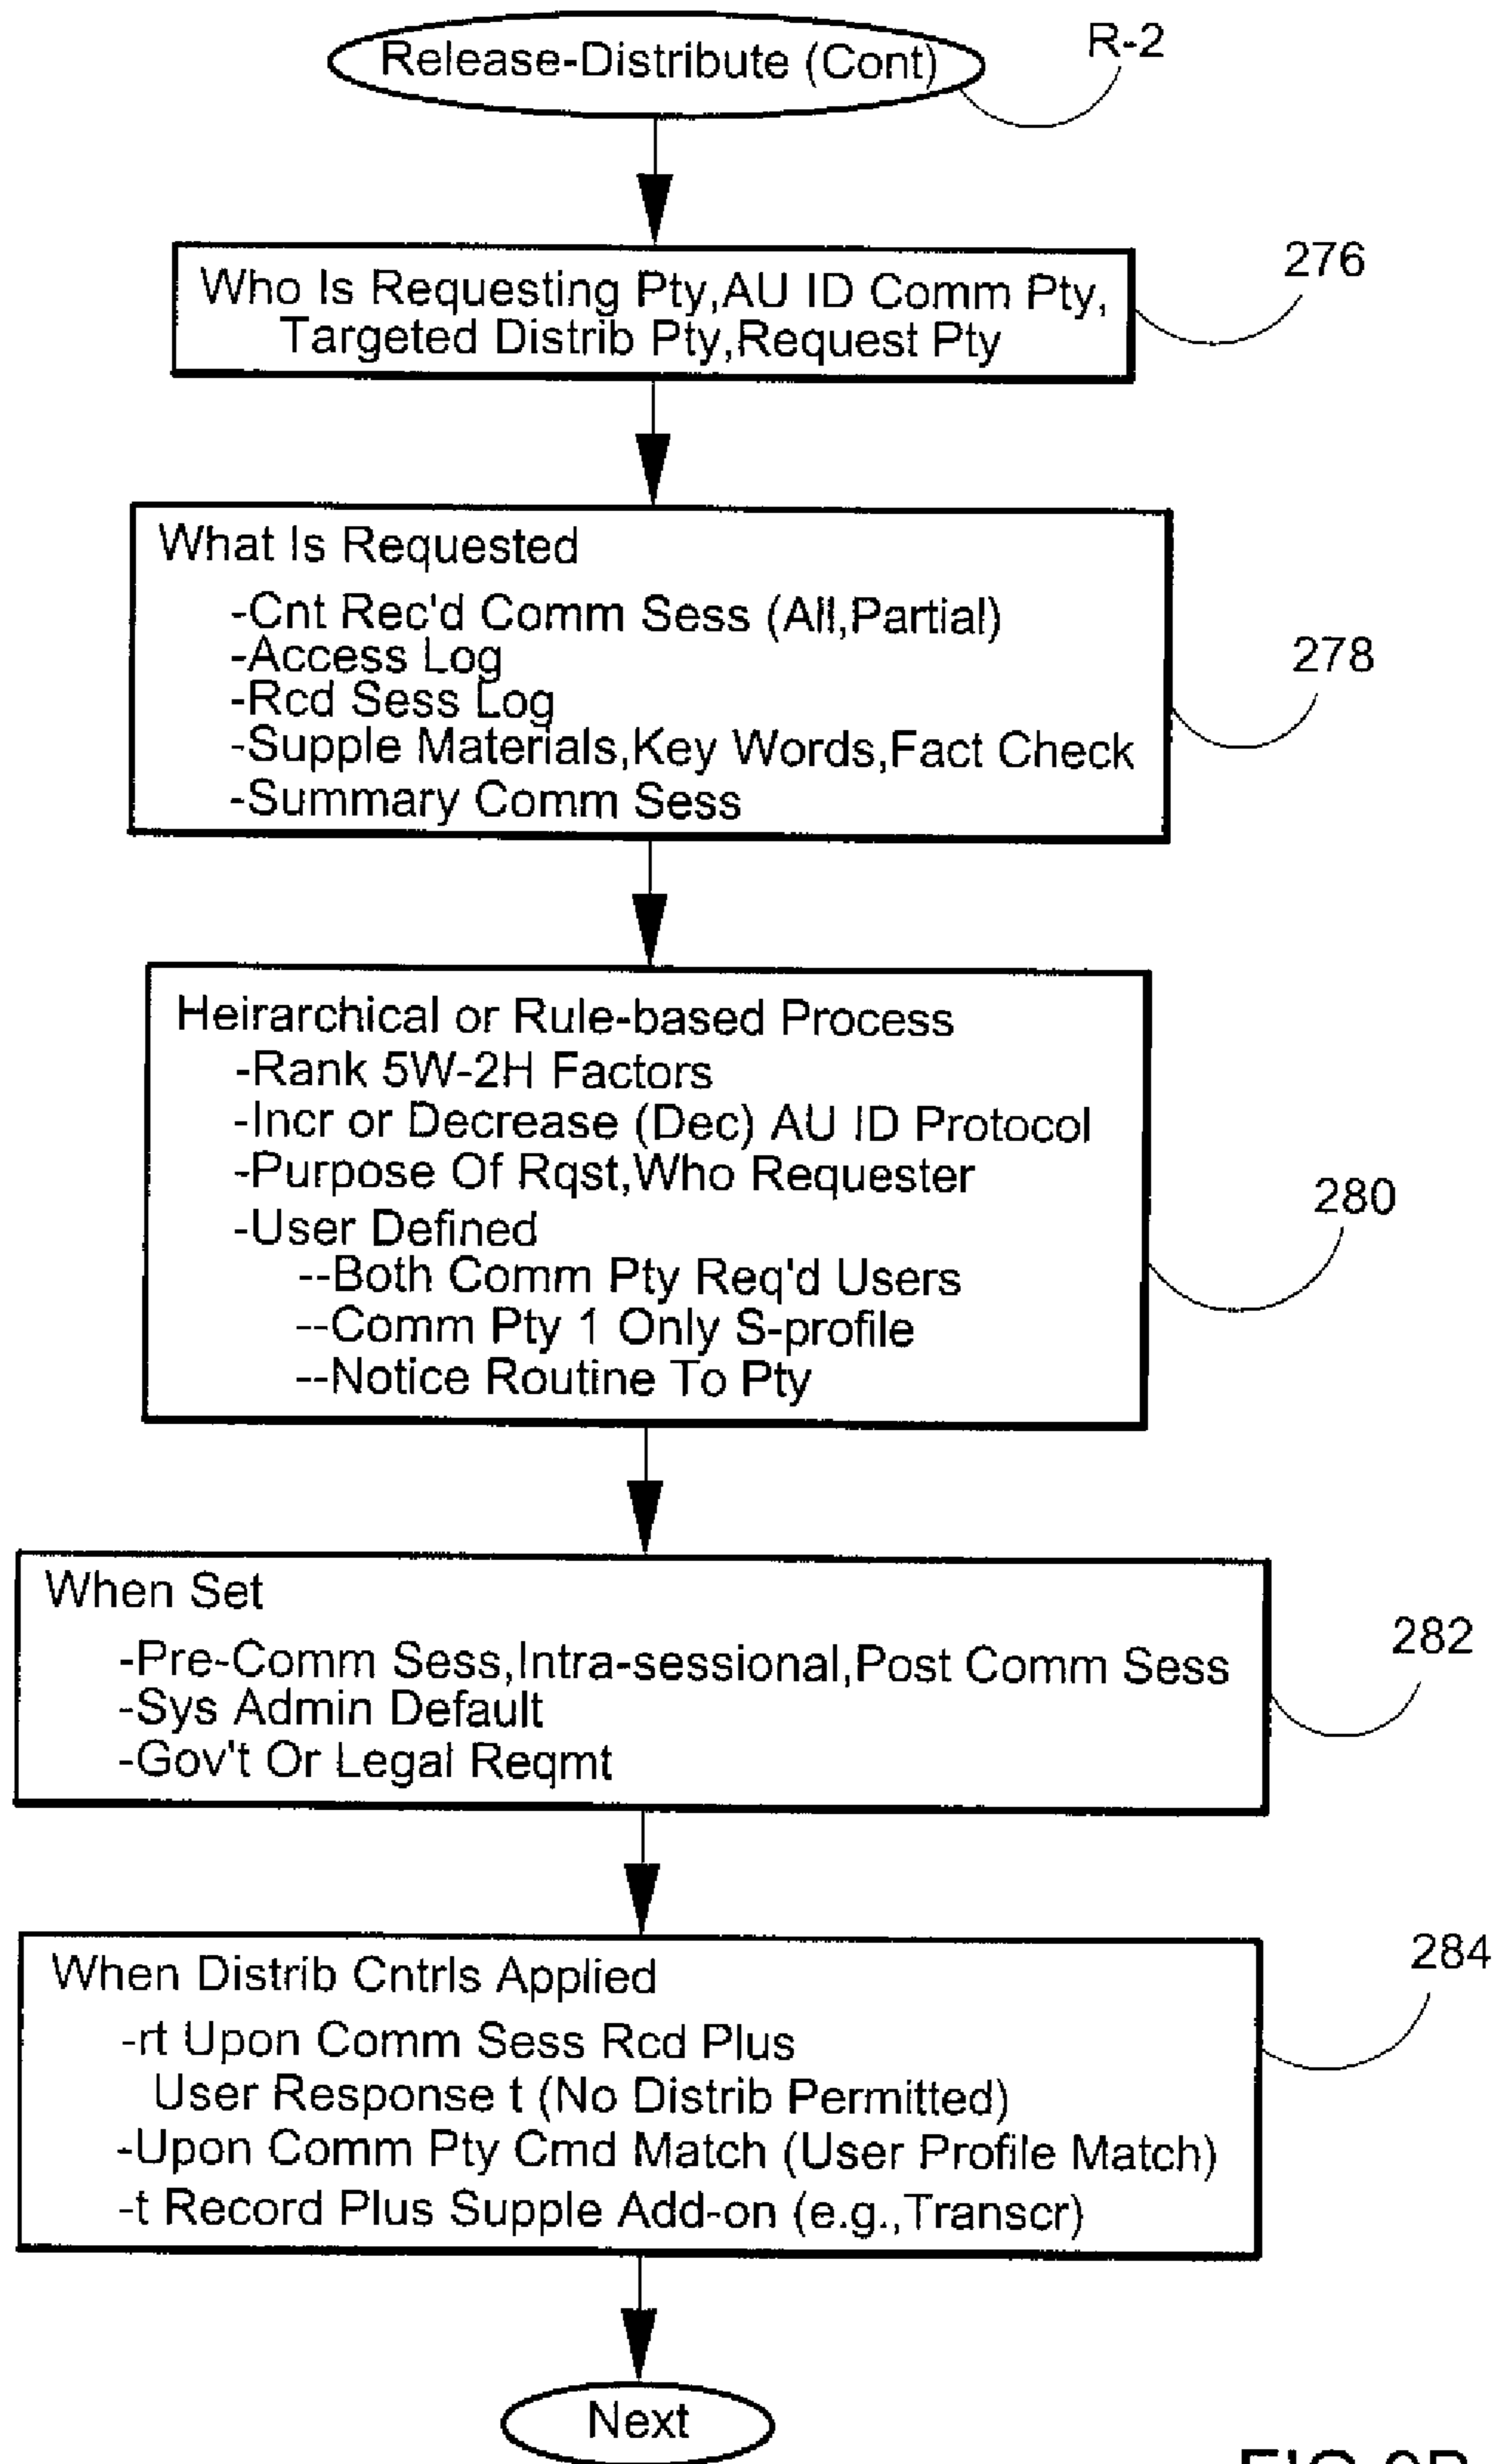 Release-Distribute (Cont)
R-2
Who Is Requesting Pty,AU ID Comm Pty,
Targeted Distrib Pty,Request Pty
276
What Is Requested
-Cnt Rec'd Comm Sess (All,Partial)
-Access Log
-Rcd Sess Log
-Supple Materials,Key Words,Fact Check
-Summary Comm Sess
278
Heirarchical or Rule-based Process
-Rank 5W-2H Factors
-Incr or Decrease (Dec) AU ID Protocol
-Purpose Of Rqst,Who Requester
-User Defined
--Both Comm Pty Req'd Users
--Comm Pty 1 Only S-profile
--Notice Routine To Pty
280
When Set
-Pre-Comm Sess,Intra-sessional,Post Comm Sess
-Sys Admin Default
-Gov't Or Legal Reqmt
282
When Distrib Cntrls Applied
-rt Upon Comm Sess Rcd Plus
User Response t (No Distrib Permitted)
-Upon Comm Pty Cmd Match (User Profile Match)
-t Record Plus Supple Add-on (e.g.,Transcr)
284
Next